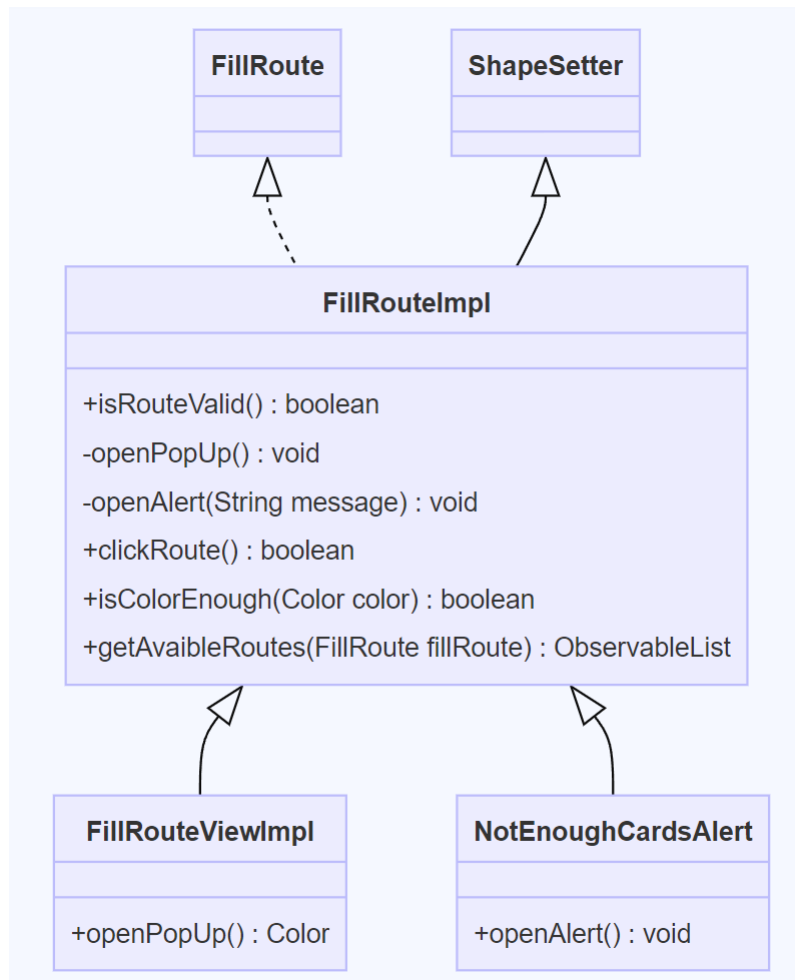 FillRoute
ShapeSetter
FillRouteImpl
+isRouteValid() : boolean
-openPopUp() : void
-openAlert(String message) : void
+clickRoute() : boolean
+isColorEnough(Color color) : boolean
+getAvaibleRoutes(FillRoute fillRoute) : ObservableList
FillRouteViewImpl
+openPopUp() : Color
NotEnoughCardsAlert
+openAlert() : void